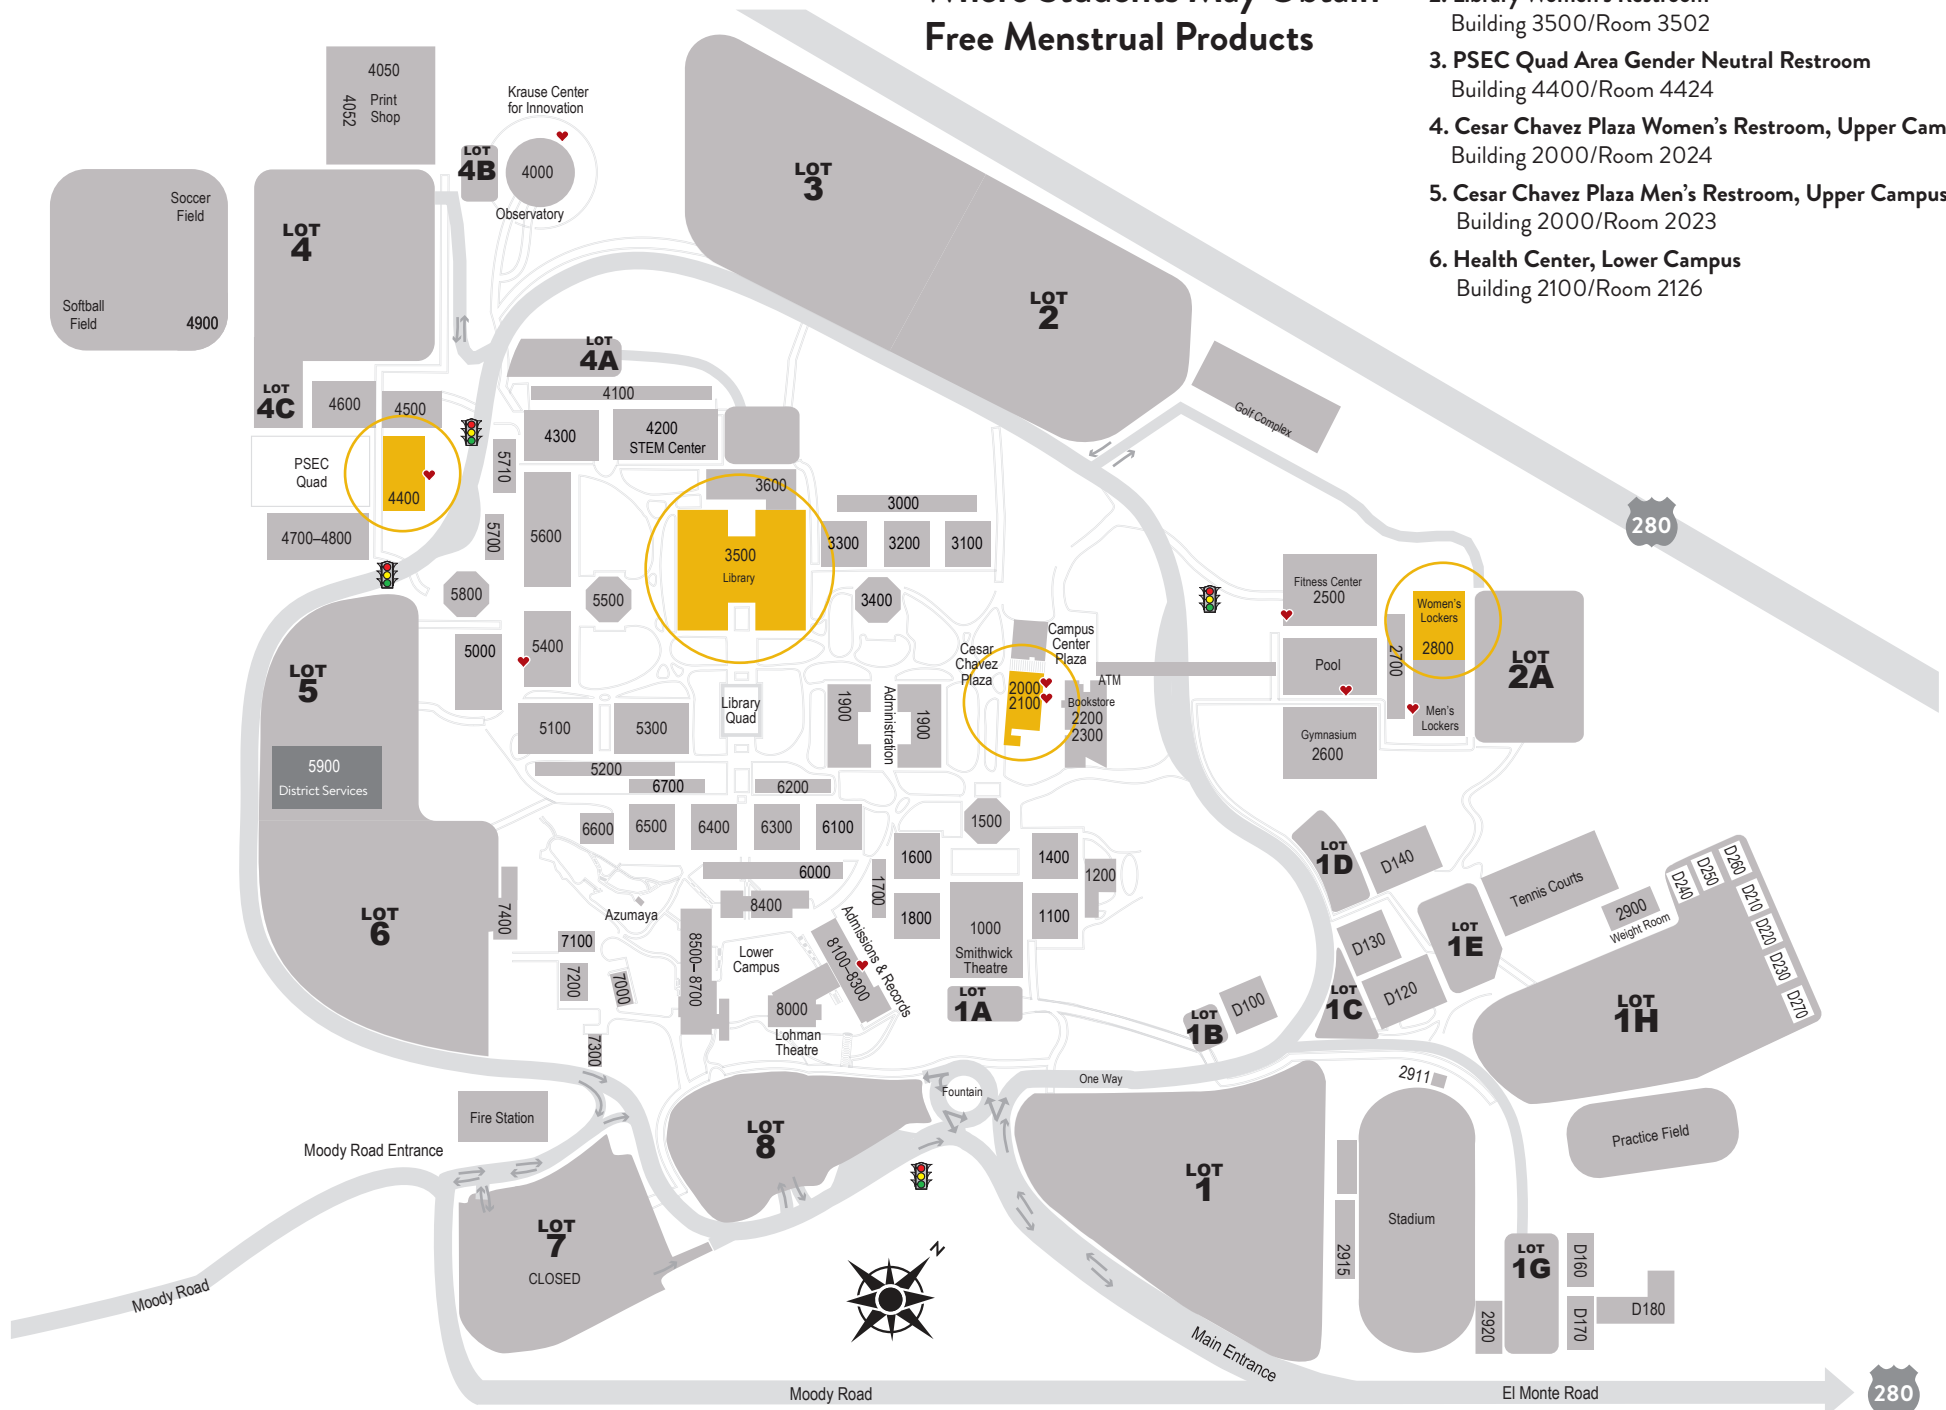 Where Students May Obtain
Free Menstrual Products
2. Library Women's Restroom
Building 3500/Room 3502
3. PSEC Quad Area Gender Neutral Restroom
Building 4400/Room 4424
4. Cesar Chavez Plaza Women's Restroom, Upper Cam
Building 2000/Room 2024
5. Cesar Chavez Plaza Men's Restroom, Upper Campus
Building 2000/Room 2023
6. Health Center, Lower Campus
Building 2100/Room 2126
4050
4052
Print
Shop
Krause Center
for Innovation
LOT
4B
4000
Observatory
Soccer
Field
Softball
Field
4900
LOT
4
LOT
3
LOT
2
LOT
4A
LOT
4C
4600
4500
4100
4300
4200
STEM Center
Golf Complex
280
PSEC
Quad
4400
5710
4700–4800
5700
5600
3600
3000
3500
Library
3300
3200
3100
5800
5500
3400
Fitness Center
2500
Women's
Lockers
2800
5000
5400
Cesar
Chavez
Plaza
Campus
Center
Plaza
2000
2100
ATM
Bookstore
2200
2300
Pool
2700
Men's
Lockers
LOT
2A
LOT
5
Library
Quad
1900
Administration
1900
5100
5300
Gymnasium
2600
5900
District Services
5200
6700
6200
6600
6500
6400
6300
6100
1500
1600
1400
1200
LOT
1D
D140
Tennis Courts
2900
Weight Room
D240
D250
D260
D210
D220
D230
D270
6000
1700
8400
1800
1000
Smithwick
Theatre
1100
LOT
6
7400
Azumaya
7100
7200
7000
8500–8700
Lower
Campus
8100–8300
Admissions & Records
8000
Lohman
Theatre
LOT
1A
LOT
1B
D100
D130
LOT
1C
D120
LOT
1E
LOT
1H
7300
Fountain
One Way
2911
Fire Station
Moody Road Entrance
LOT
8
LOT
1
Practice Field
Stadium
2915
LOT
7
CLOSED
Moody Road
N
LOT
1G
D160
D170
D180
2920
Main Entrance
Moody Road
El Monte Road
280